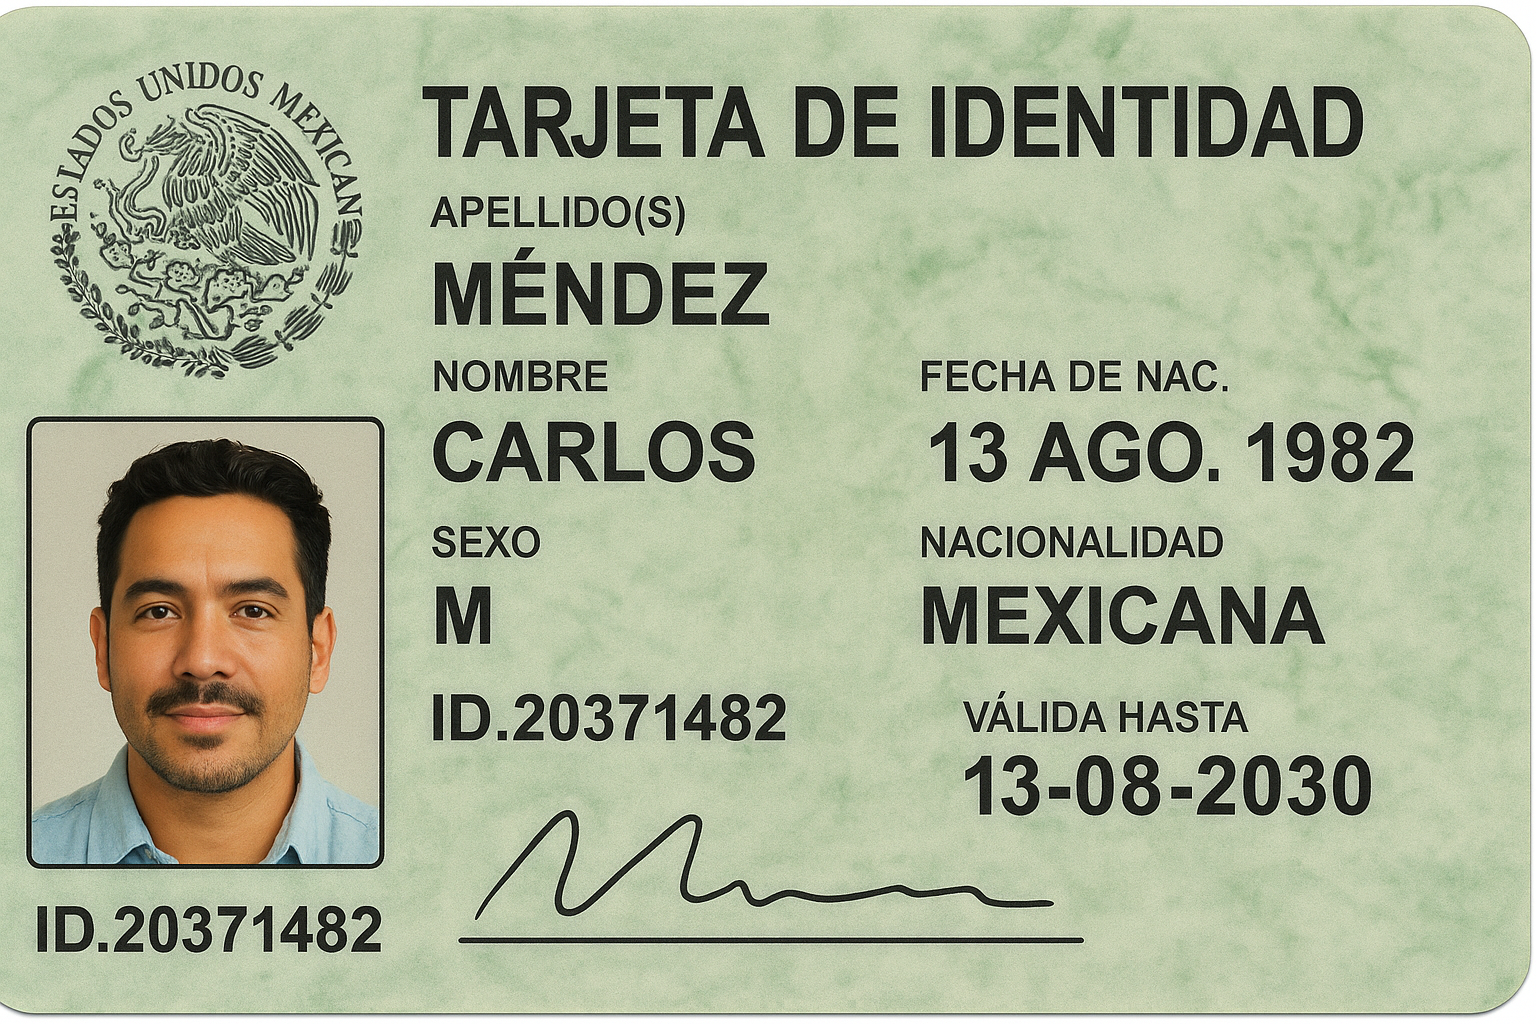 ESTADOS UNIDOS MEXICAN
TARJETA DE IDENTIDAD
APELLIDO(S)
MÉNDEZ
NOMBRE
CARLOS
FECHA DE NAC.
13 AGO. 1982
SEXO
M
NACIONALIDAD
MEXICANA
ID.20371482
VÁLIDA HASTA
13-08-2030
ID.20371482